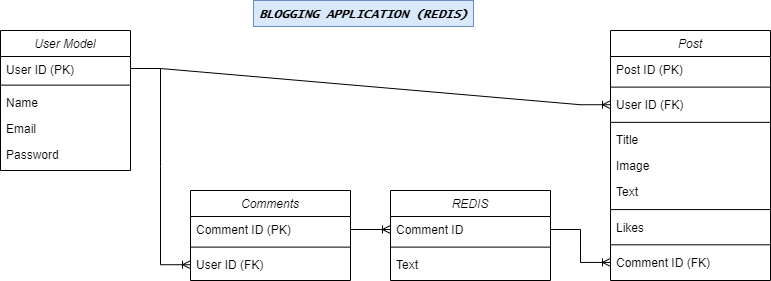 BLOGGING APPLICATION (REDIS)
User Model
User ID (PK)
Name
Email
Password
Comments
Comment ID (PK)
User ID (FK)
REDIS
Comment ID
Text
Post
Post ID (PK)
User ID (FK)
Title
Image
Text
Likes
Comment ID (FK)